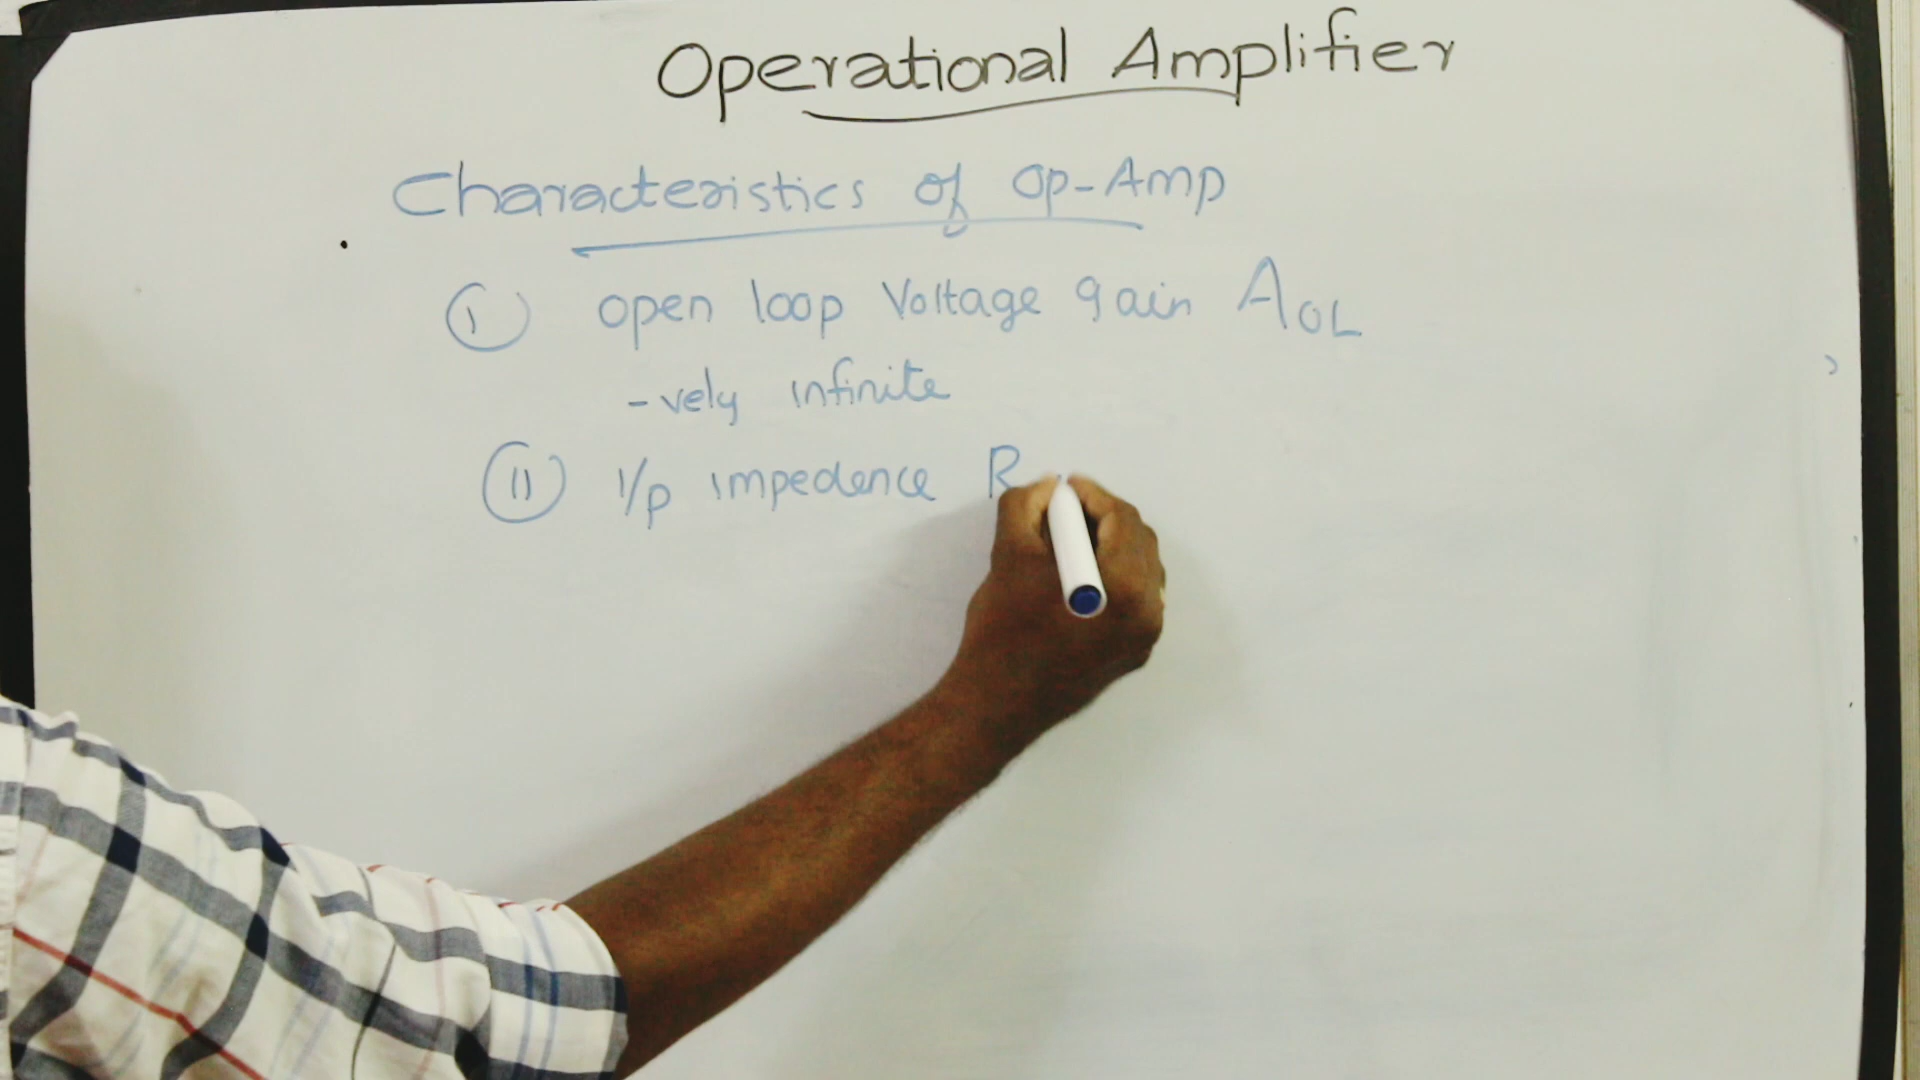 Operational Amplifier
Characteristics of Op-Amp
I open loop Voltage gain AOL
- vely infinite
II I/p impedence R